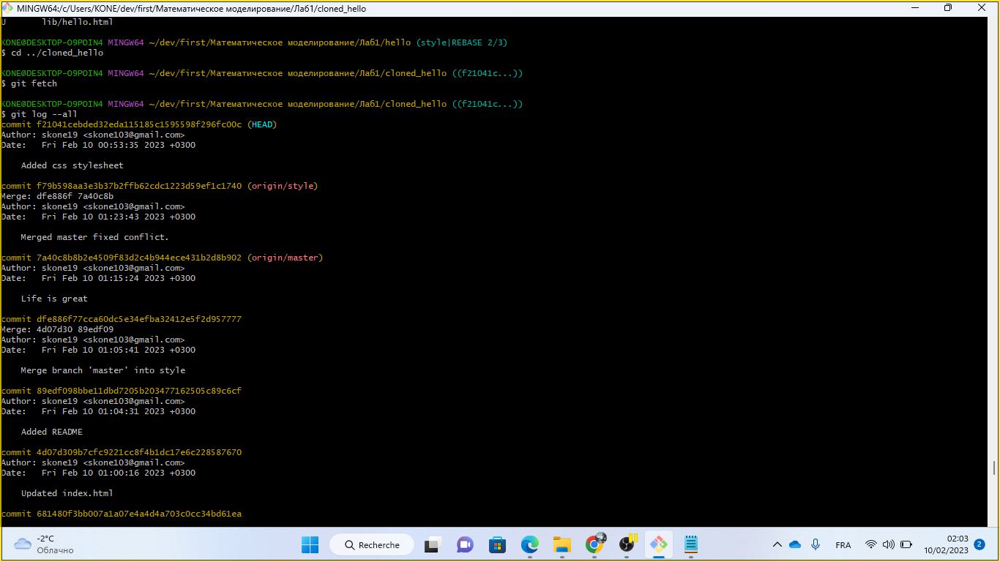 MINGW64:/c/Users/KONE/dev/first/Математическое моделирование/Лаб1/cloned_hello
U       lib/hello.html
KONE@DESKTOP-O9POIN4 MINGW64 ~/dev/first/Математическое моделирование/Лаб1/hello (style|REBASE 2/3)
$ cd ../cloned_hello
KONE@DESKTOP-O9POIN4 MINGW64 ~/dev/first/Математическое моделирование/Лаб1/cloned_hello ((f21041c...))
$ git fetch
KONE@DESKTOP-O9POIN4 MINGW64 ~/dev/first/Математическое моделирование/Лаб1/cloned_hello ((f21041c...))
$ git log --all
commit f21041cebded32eda115185c1595598f296fc00c (HEAD)
Author: skone19 <skone103@gmail.com>
Date:   Fri Feb 10 00:53:35 2023 +0300
    Added css stylesheet
commit f79b598aa3e3b37b2ffb62cdc1223d59ef1c1740 (origin/style)
Merge: dfe886f 7a40c8b
Author: skone19 <skone103@gmail.com>
Date:   Fri Feb 10 01:23:43 2023 +0300
    Merged master fixed conflict.
commit 7a40c8b8b2e4509f83d2c4b944ece431b2d8b902 (origin/master)
Author: skone19 <skone103@gmail.com>
Date:   Fri Feb 10 01:15:24 2023 +0300
    Life is great
commit dfe886f77cca60dc5e34efba32412e5f2d957777
Merge: 4d07d30 89edf09
Author: skone19 <skone103@gmail.com>
Date:   Fri Feb 10 01:05:41 2023 +0300
    Merge branch 'master' into style
commit 89edf098bbe11dbd7205b203477162505c89c6cf
Author: skone19 <skone103@gmail.com>
Date:   Fri Feb 10 01:04:31 2023 +0300
    Added README
commit 4d07d309b7cfc9221cc8f4b1dc17e6c228587670
Author: skone19 <skone103@gmail.com>
Date:   Fri Feb 10 01:00:16 2023 +0300
    Updated index.html
commit 681480f3bb007a1a07e4a4d4a703c0cc34bd61ea
-2°C
Облачно
Recherche
FRA
02:03
10/02/2023
2